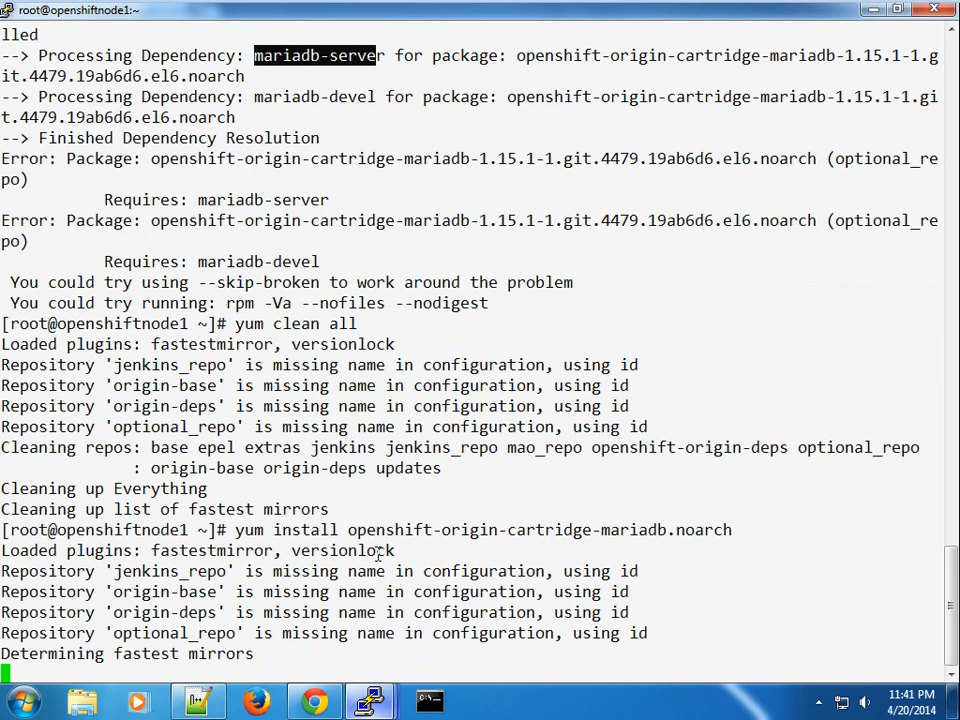 root@openshiftnode1:~
lled
--> Processing Dependency: mariadb-server for package: openshift-origin-cartridge-mariadb-1.15.1-1.g
it.4479.19ab6d6.el6.noarch
--> Processing Dependency: mariadb-devel for package: openshift-origin-cartridge-mariadb-1.15.1-1.gi
t.4479.19ab6d6.el6.noarch
--> Finished Dependency Resolution
Error: Package: openshift-origin-cartridge-mariadb-1.15.1-1.git.4479.19ab6d6.el6.noarch (optional_re
po)
Requires: mariadb-server
Error: Package: openshift-origin-cartridge-mariadb-1.15.1-1.git.4479.19ab6d6.el6.noarch (optional_re
po)
Requires: mariadb-devel
You could try using --skip-broken to work around the problem
You could try running: rpm -Va --nofiles --nodigest
[root@openshiftnode1 ~]# yum clean all
Loaded plugins: fastestmirror, versionlock
Repository 'jenkins_repo' is missing name in configuration, using id
Repository 'origin-base' is missing name in configuration, using id
Repository 'origin-deps' is missing name in configuration, using id
Repository 'optional_repo' is missing name in configuration, using id
Cleaning repos: base epel extras jenkins jenkins_repo mao_repo openshift-origin-deps optional_repo
: origin-base origin-deps updates
Cleaning up Everything
Cleaning up list of fastest mirrors
[root@openshiftnode1 ~]# yum install openshift-origin-cartridge-mariadb.noarch
Loaded plugins: fastestmirror, versionlock
Repository 'jenkins_repo' is missing name in configuration, using id
Repository 'origin-base' is missing name in configuration, using id
Repository 'origin-deps' is missing name in configuration, using id
Repository 'optional_repo' is missing name in configuration, using id
Determining fastest mirrors
11:41 PM
4/20/2014